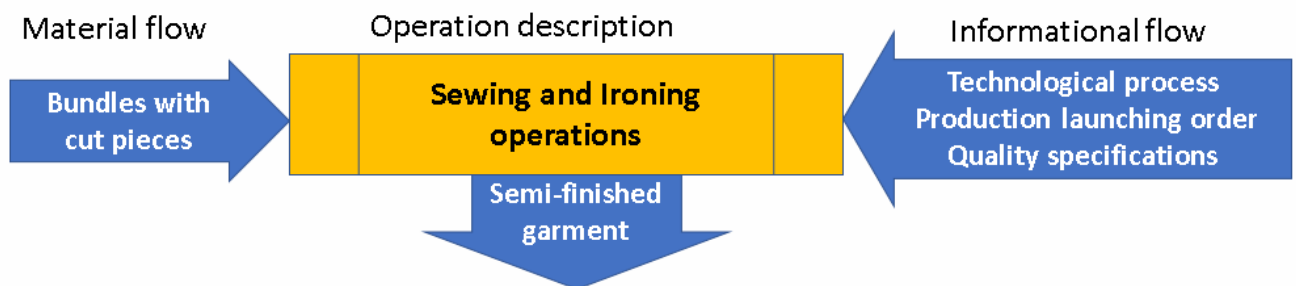 Material flow
Operation description
Informational flow
Bundles with
cut pieces
Sewing and Ironing
operations
Technological process
Production launching order
Quality specifications
Semi-finished
garment